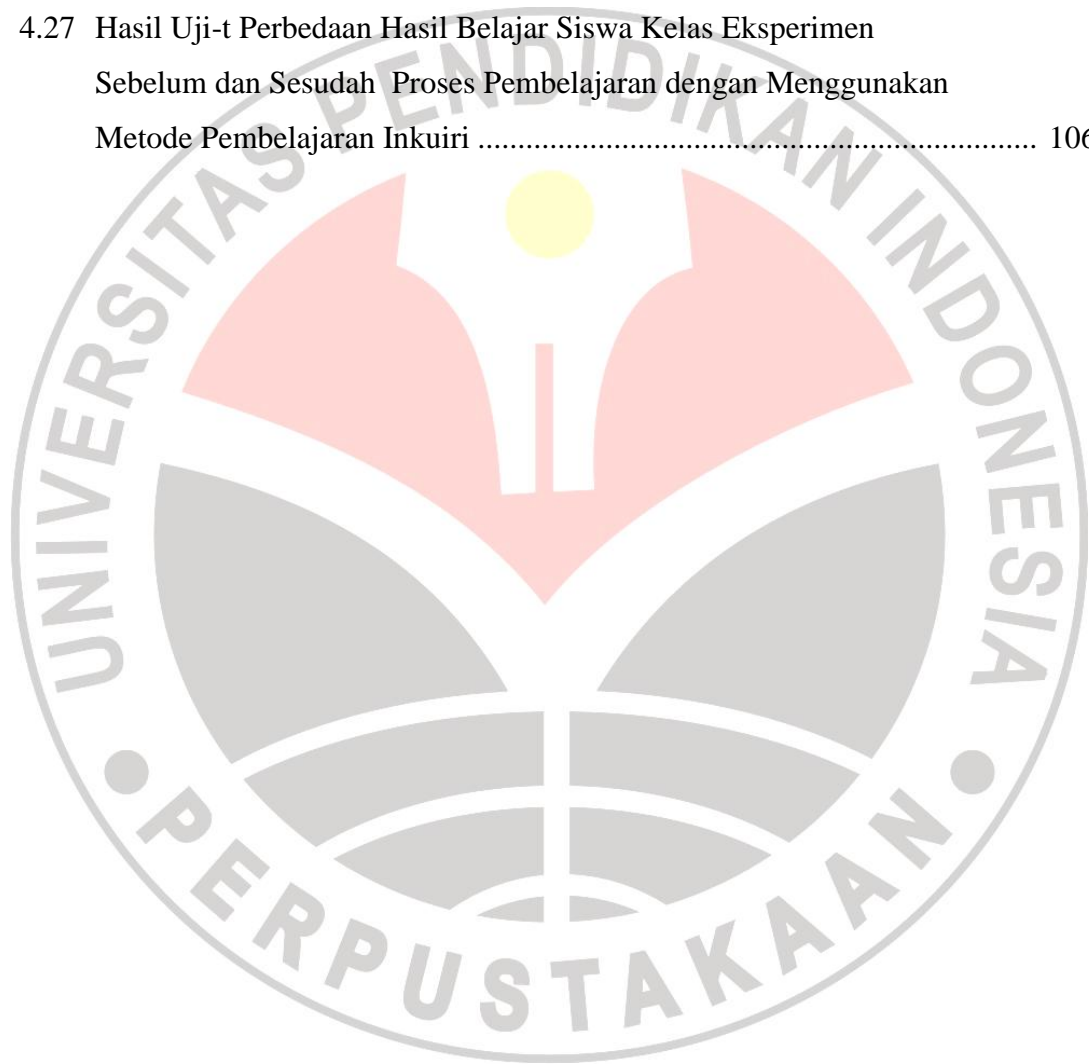 4.27 Hasil Uji-t Perbedaan Hasil Belajar Siswa Kelas Eksperimen
Sebelum dan Sesudah Proses Pembelajaran dengan Menggunakan
Metode Pembelajaran Inkuiri ...................................................................... 106
UNIVERSITAS PENDIDIKAN INDONESIA
PERPUSTAKAAN